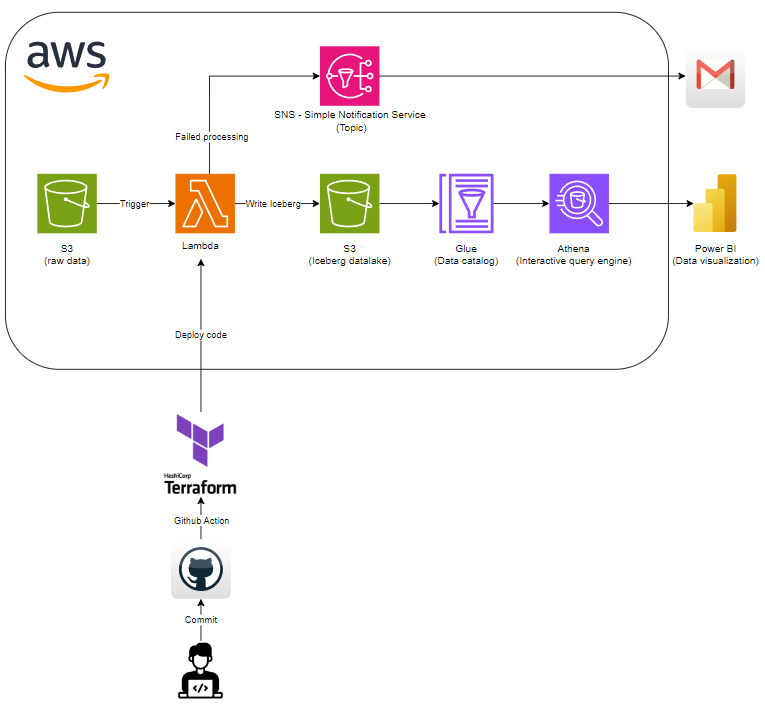 aws
SNS - Simple Notification Service
(Topic)
Failed processing
Trigger
Write Iceberg
S3
(raw data)
Lambda
S3
(Iceberg datalake)
Glue
(Data catalog)
Athena
(Interactive query engine)
Power BI
(Data visualization)
Deploy code
HashiCorp
Terraform
Github Action
Commit